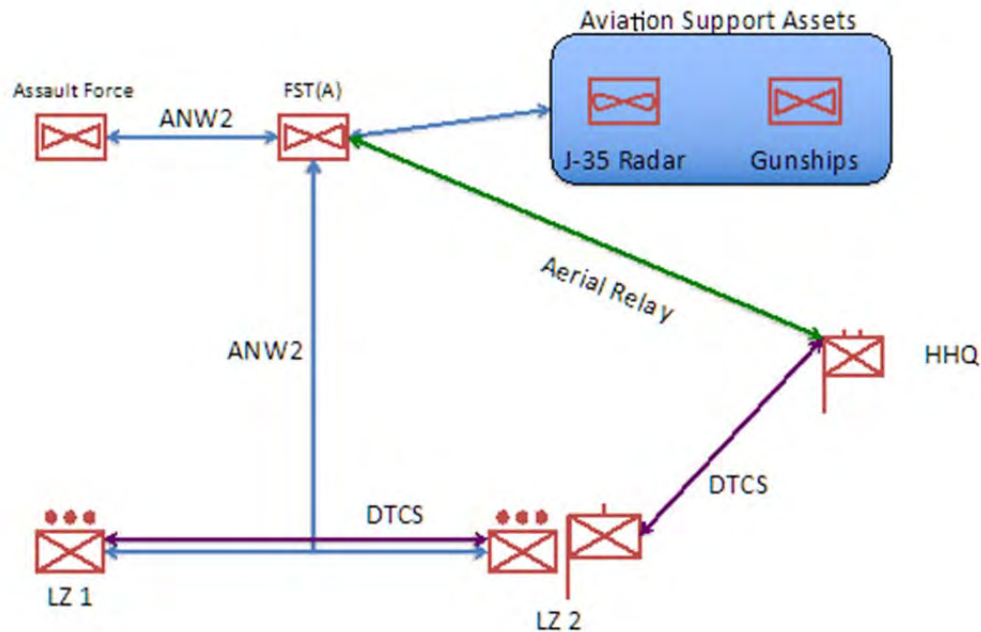 Aviation Support Assets
Assault Force
FST(A)
ANW2
J-35 Radar
Gunships
Aerial Relay
ANW2
HHQ
DTCS
DTCS
LZ 1
LZ 2